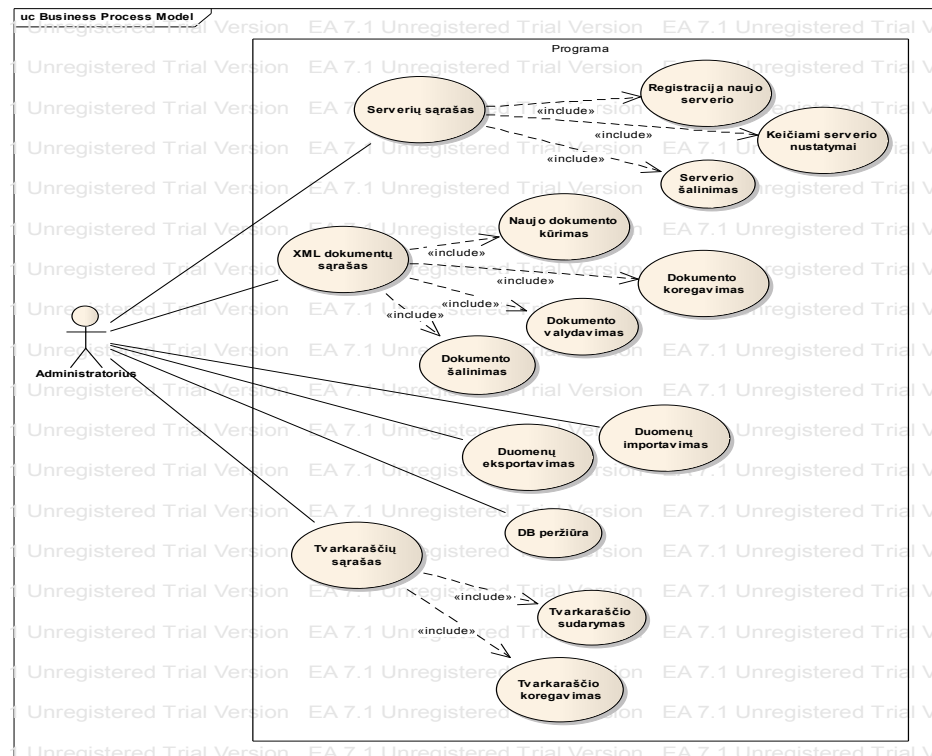 uc Business Process Model
Programa
Serverių sąrašas
«include»
Registracija naujo
serverio
«include»
Keičiami serverio
nustatymai
«include»
Serverio
šalinimas
XML dokumentų
sąrašas
«include»
Naujo dokumento
kūrimas
«include»
Dokumento
koregavimas
«include»
Dokumento
valydavimas
«include»
Dokumento
šalinimas
Administratorius
Duomenų
importavimas
Duomenų
eksportavimas
DB peržiūra
Tvarkaraščių
sąrašas
«include»
Tvarkaraščio
sudarymas
«include»
Tvarkaraščio
koregavimas
EA 7.1 Unregistered Trial Version